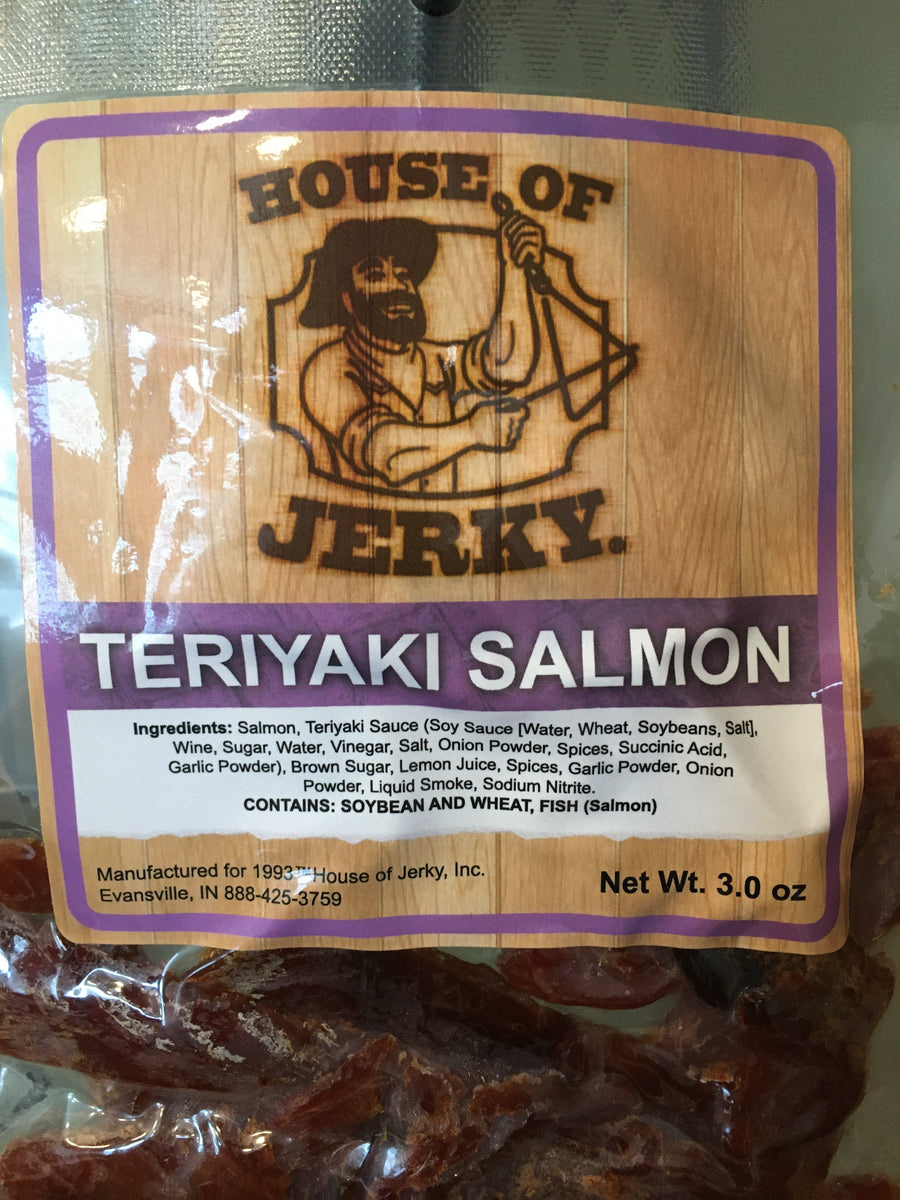 HOUSE OF
JERKY.
TERIYAKI SALMON
Ingredients: Salmon, Teriyaki Sauce (Soy Sauce [Water, Wheat, Soybeans, Salt],
Wine, Sugar, Water, Vinegar, Salt, Onion Powder, Spices, Succinic Acid,
Garlic Powder), Brown Sugar, Lemon Juice, Spices, Garlic Powder, Onion
Powder, Liquid Smoke, Sodium Nitrite.
CONTAINS: SOYBEAN AND WHEAT, FISH (Salmon)
Manufactured for 1993™House of Jerky, Inc.
Evansville, IN 888-425-3759
Net Wt. 3.0 oz